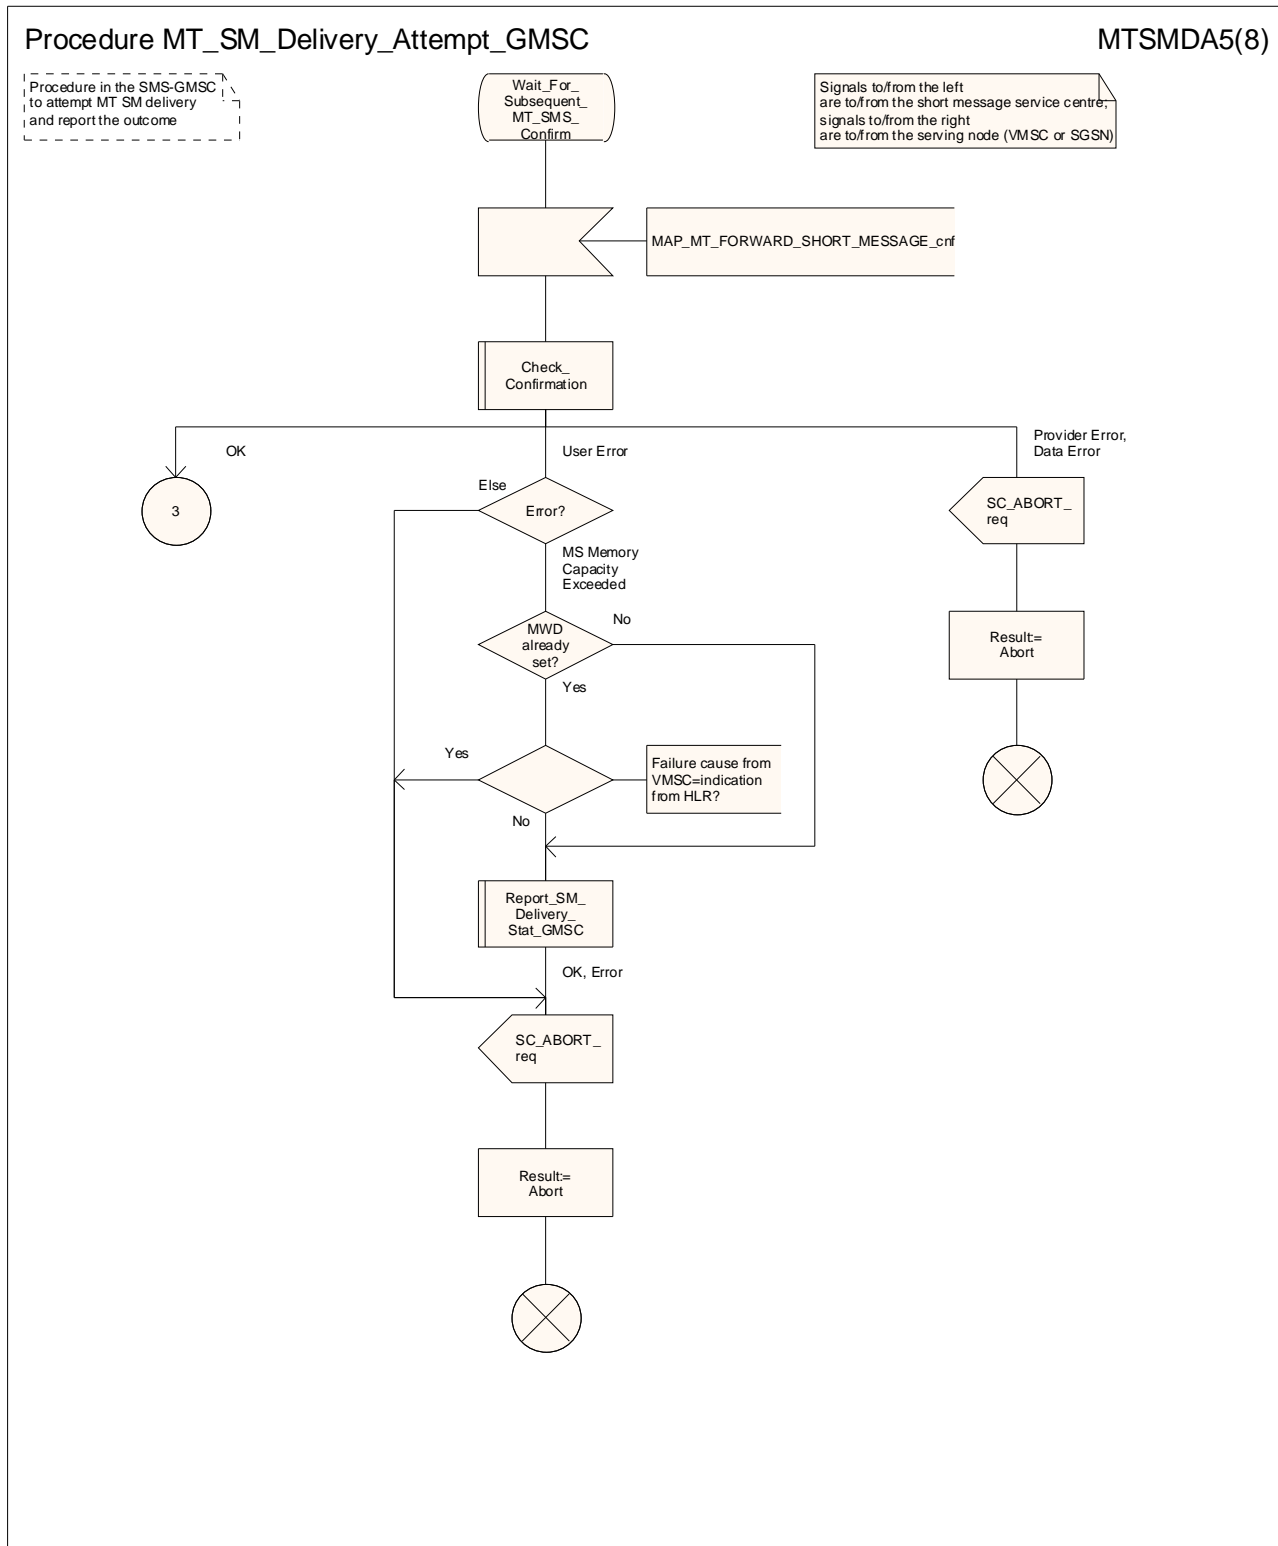 Procedure MT_SM_Delivery_Attempt_GMSC
MTSMDA5(8)
Procedure in the SMS-GMSC
to attempt MT SM delivery
and report the outcome
Wait_For_
Subsequent_
MT_SMS_
Confirm
Signals to/from the left
are to/from the short message service centre;
signals to/from the right
are to/from the serving node (VMSC or SGSN)
MAP_MT_FORWARD_SHORT_MESSAGE_cnf
Check_
Confirmation
OK
User Error
Provider Error,
Data Error
3
Else
Error?
SC_ABORT_
req
MS Memory
Capacity
Exceeded
MWD
already
set?
No
Yes
Result:=
Abort
Yes
Failure cause from
VMSC=indication
from HLR?
No
Report_SM_
Delivery_
Stat_GMSC
OK, Error
SC_ABORT_
req
Result:=
Abort